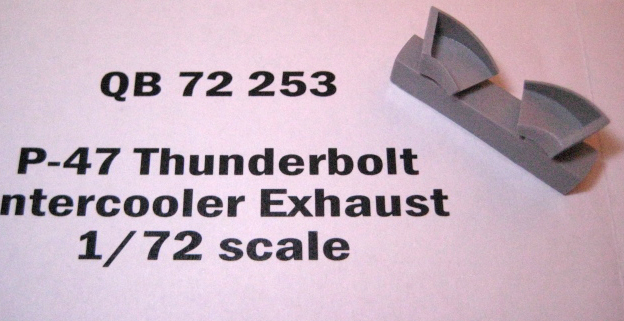 QB 72 253
P-47 Thunderbolt
ntercooler Exhaust
1/72 scale